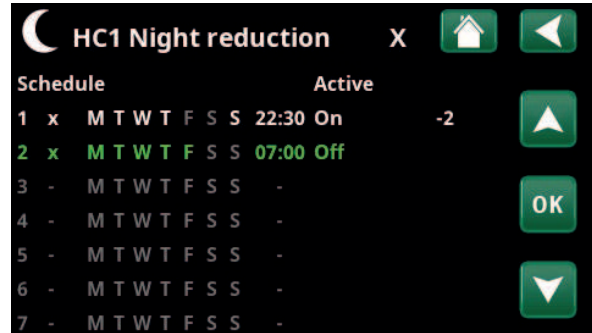 HC1 Night reduction X
Schedule Active
1 x M T W T F S S 22:30 On -2
2 x M T W T F S S 07:00 Off
3 - M T W T F S S -
4 - M T W T F S S -
5 - M T W T F S S -
6 - M T W T F S S -
7 - M T W T F S S -
OK